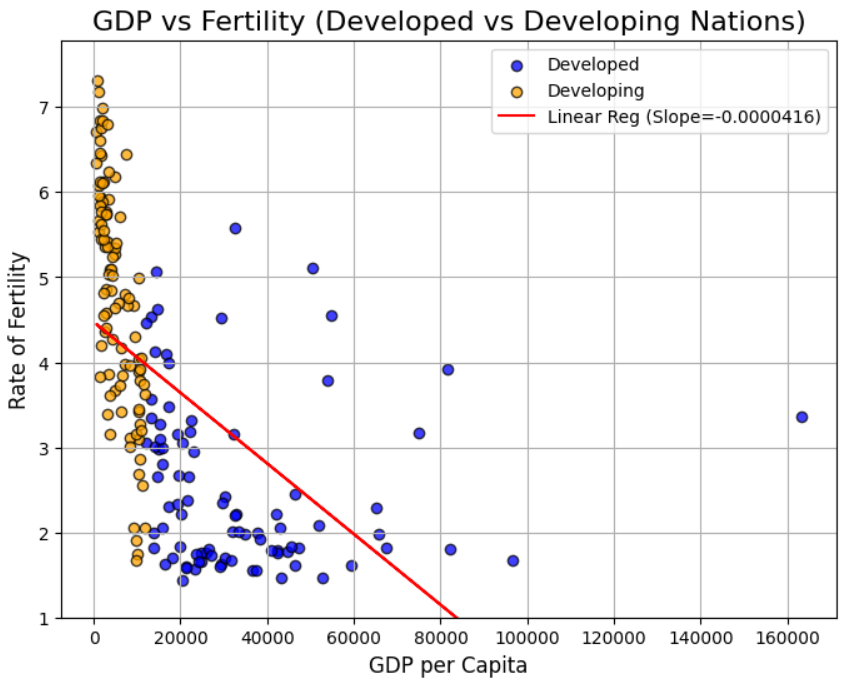 GDP vs Fertility (Developed vs Developing Nations)
Developed
Developing
Linear Reg (Slope=-0.0000416)
Rate of Fertility
7
6
5
4
3
2
1
0
20000
40000
60000
80000
100000
120000
140000
160000
GDP per Capita